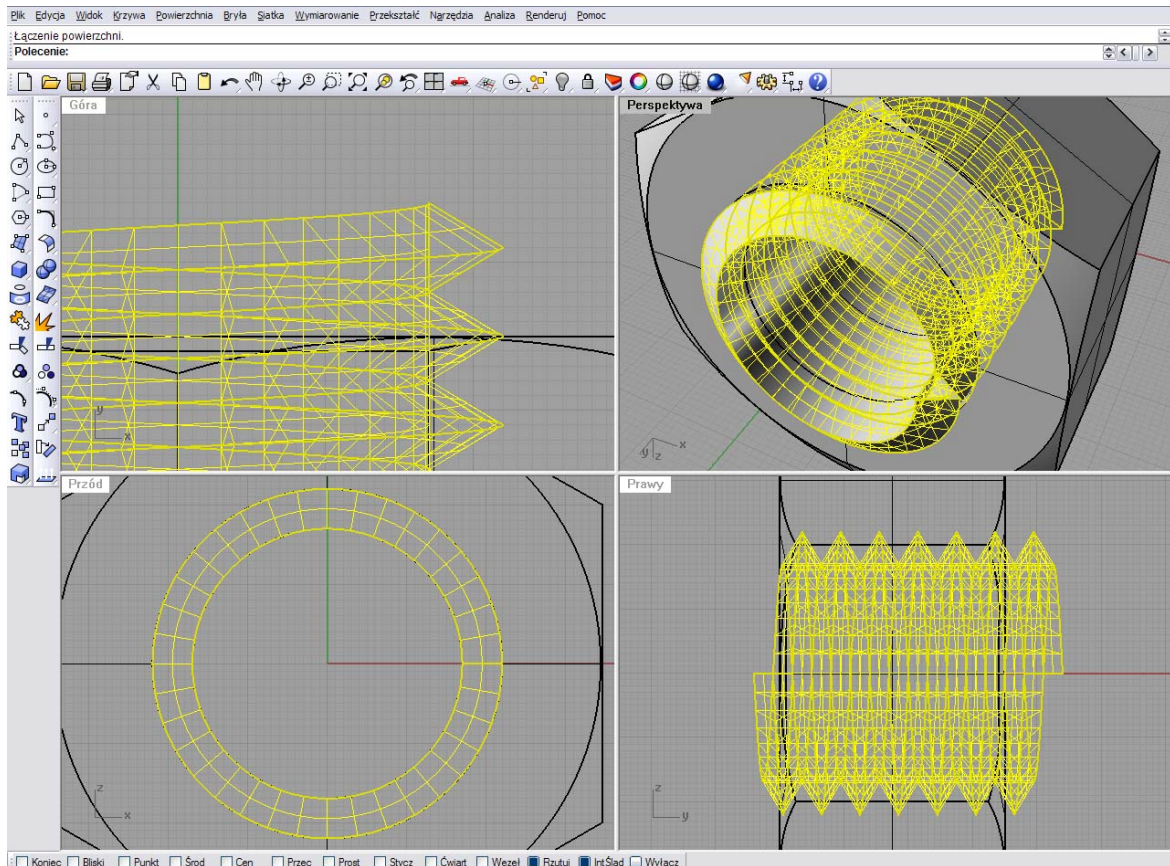 Plik Edycja Widok Krzywa Powierzchnia Bryła Siatka Wymiarowanie Przekształć Narzędzia Analiza Renderuj Pomoc
Łączenie powierzchni.
Polecenie:
Góra
Perspektywa
y
x
x
y
z
Przód
Prawy
z
x
z
y
Koniec Bliski Punkt Środ Cen Przec Prost Stycz Ćwiart Węzeł Rzutuj IntŚlad Wyłącz